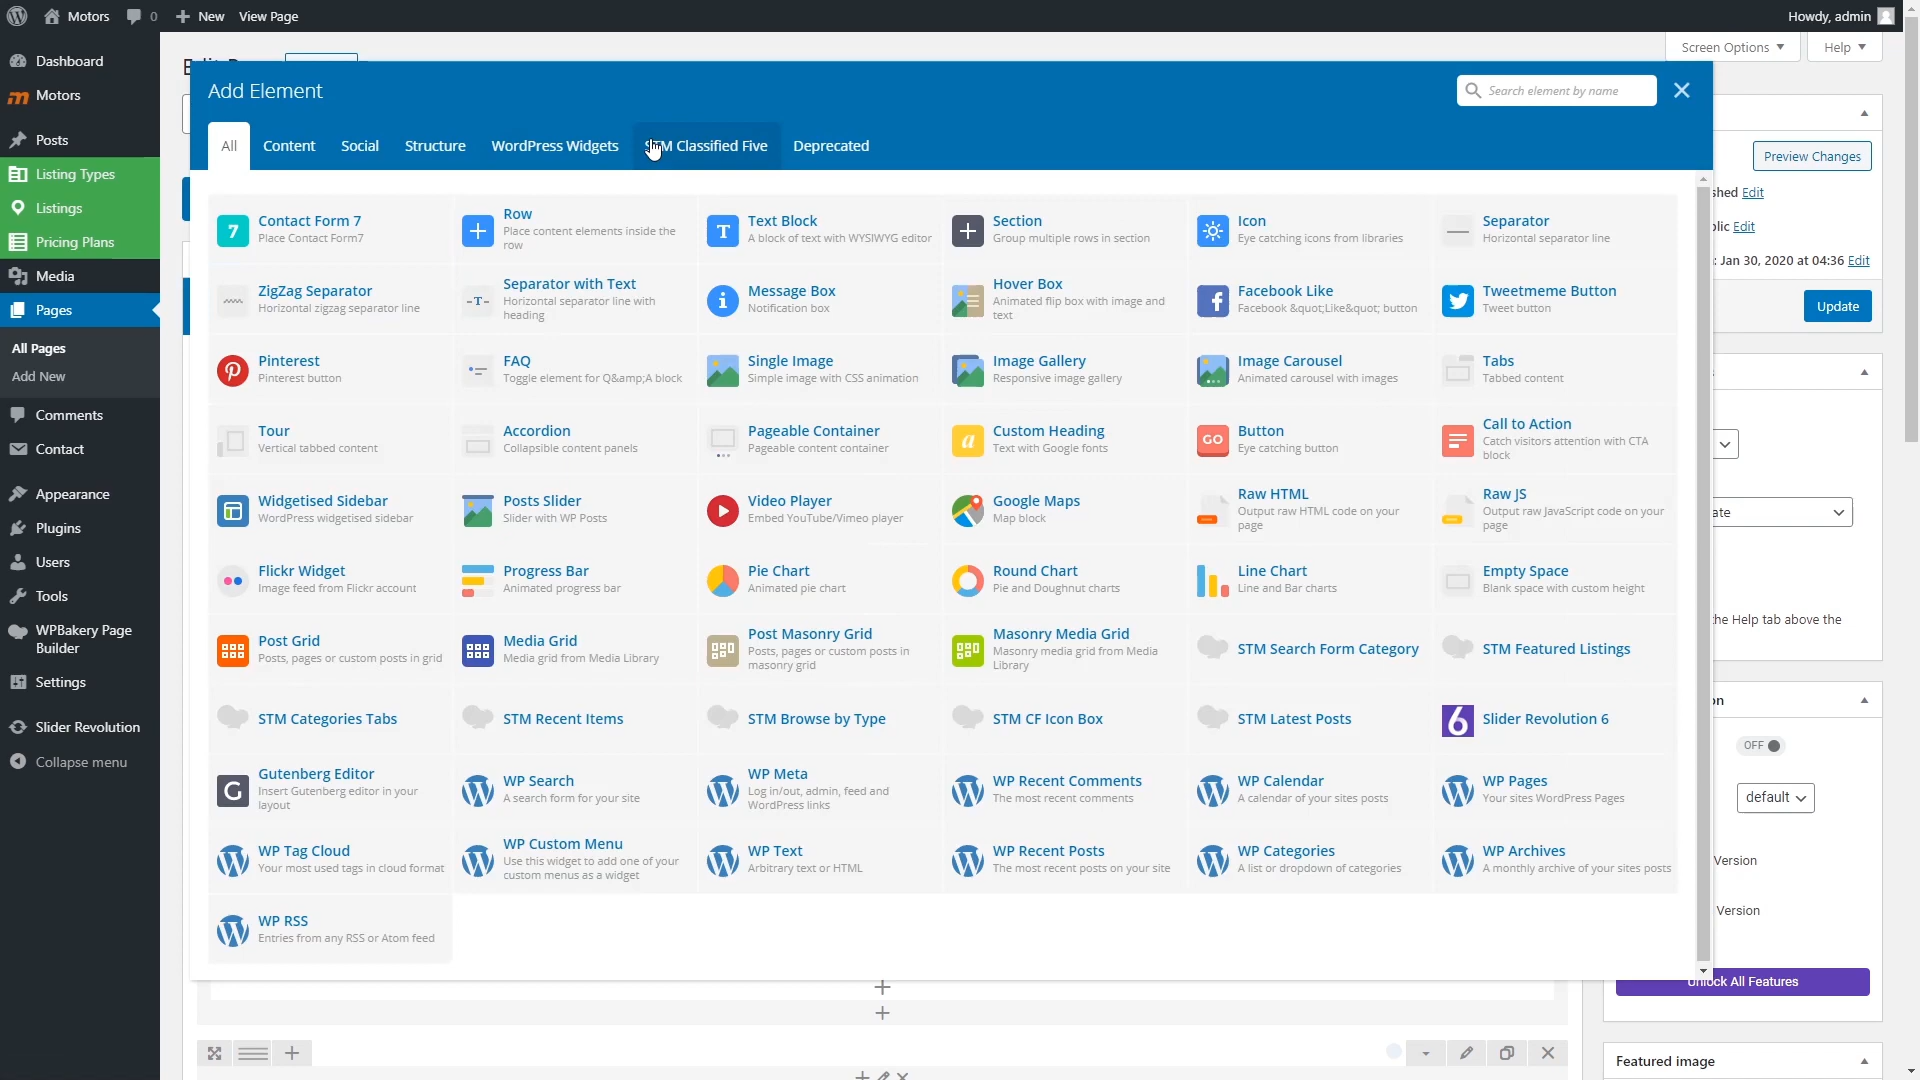 Motors
0
New
View Page
Howdy, admin
Screen Options
Help
Dashboard
Motors
Posts
Listing Types
Listings
Pricing Plans
Media
Pages
All Pages
Add New
Comments
Contact
Appearance
Plugins
Users
Tools
WPBakery Page
Builder
Settings
Slider Revolution
Collapse menu
Add Element
Search element by name
All
Content
Social
Structure
WordPress Widgets
STM Classified Five
Deprecated
Contact Form 7
Place Contact Form7
Row
Place content elements inside the
row
Text Block
A block of text with WYSIWYG editor
Section
Group multiple rows in section
Icon
Eye catching icons from libraries
Separator
Horizontal separator line
ZigZag Separator
Horizontal zigzag separator line
Separator with Text
Horizontal separator line with
heading
Message Box
Notification box
Hover Box
Animated flip box with image and
text
Facebook Like
Facebook &quot;Like&quot; button
Tweetmeme Button
Tweet button
Pinterest
Pinterest button
FAQ
Toggle element for Q&amp;A block
Single Image
Simple image with CSS animation
Image Gallery
Responsive image gallery
Image Carousel
Animated carousel with images
Tabs
Tabbed content
Tour
Vertical tabbed content
Accordion
Collapsible content panels
Pageable Container
Pageable content container
Custom Heading
Text with Google fonts
GO
Button
Eye catching button
Call to Action
Catch visitors attention with CTA
block
Widgetised Sidebar
WordPress widgetised sidebar
Posts Slider
Slider with WP Posts
Video Player
Embed YouTube/Vimeo player
Google Maps
Map block
Raw HTML
Output raw HTML code on your
page
Raw JS
Output raw JavaScript code on your
page
Flickr Widget
Image feed from Flickr account
Progress Bar
Animated progress bar
Pie Chart
Animated pie chart
Round Chart
Pie and Doughnut charts
Line Chart
Line and Bar charts
Empty Space
Blank space with custom height
Post Grid
Posts, pages or custom posts in grid
Media Grid
Media grid from Media Library
Post Masonry Grid
Posts, pages or custom posts in
masonry grid
Masonry Media Grid
Masonry media grid from Media
Library
STM Search Form Category
STM Featured Listings
STM Categories Tabs
STM Recent Items
STM Browse by Type
STM CF Icon Box
STM Latest Posts
Slider Revolution 6
Gutenberg Editor
Insert Gutenberg editor in your
layout
WP Search
A search form for your site
WP Meta
Log in/out, admin, feed and
WordPress links
WP Recent Comments
The most recent comments
WP Calendar
A calendar of your sites posts
WP Pages
Your sites WordPress Pages
WP Tag Cloud
Your most used tags in cloud format
WP Custom Menu
Use this widget to add one of your
custom menus as a widget
WP Text
Arbitrary text or HTML
WP Recent Posts
The most recent posts on your site
WP Categories
A list or dropdown of categories
WP Archives
A monthly archive of your sites posts
WP RSS
Entries from any RSS or Atom feed
Preview Changes
shed Edit
blic Edit
: Jan 30, 2020 at 04:36 Edit
Update
ate
he Help tab above the
on
OFF
default
Version
Version
Unlock All Features
Featured image